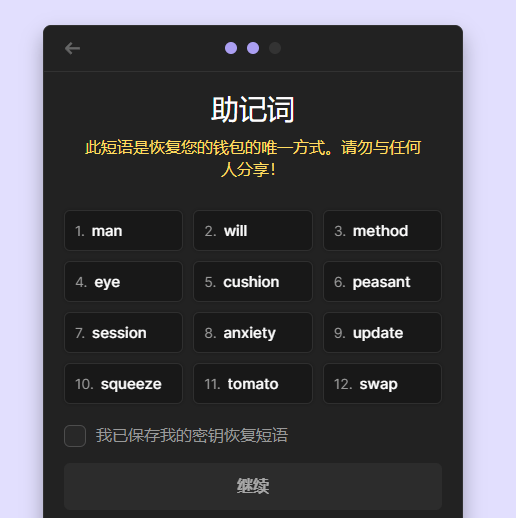 助记词
此短语是恢复您的钱包的唯一方式。请勿与任何
人分享！
1. man 2. will 3. method
4. eye 5. cushion 6. peasant
7. session 8. anxiety 9. update
10. squeeze 11. tomato 12. swap
我已保存我的密钥恢复短语
继续